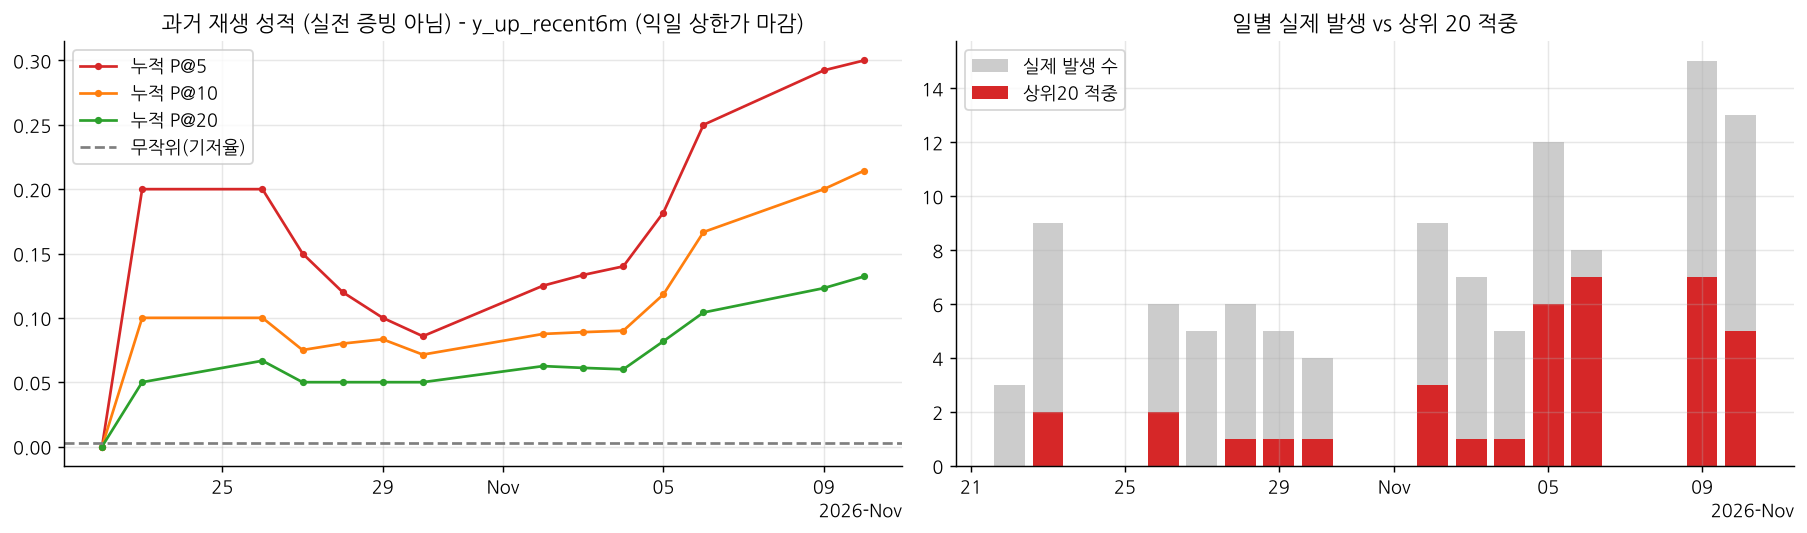 과거 재생 성적 (실전 증빙 아님) - y_up_recent6m (익일 상한가 마감)
누적 P@5
누적 P@10
누적 P@20
무작위(기저율)
0.30
0.25
0.20
0.15
0.10
0.05
0.00
25
29
Nov
05
09
2026-Nov
일별 실제 발생 vs 상위 20 적중
실제 발생 수
상위20 적중
14
12
10
8
6
4
2
0
21
25
29
Nov
05
09
2026-Nov